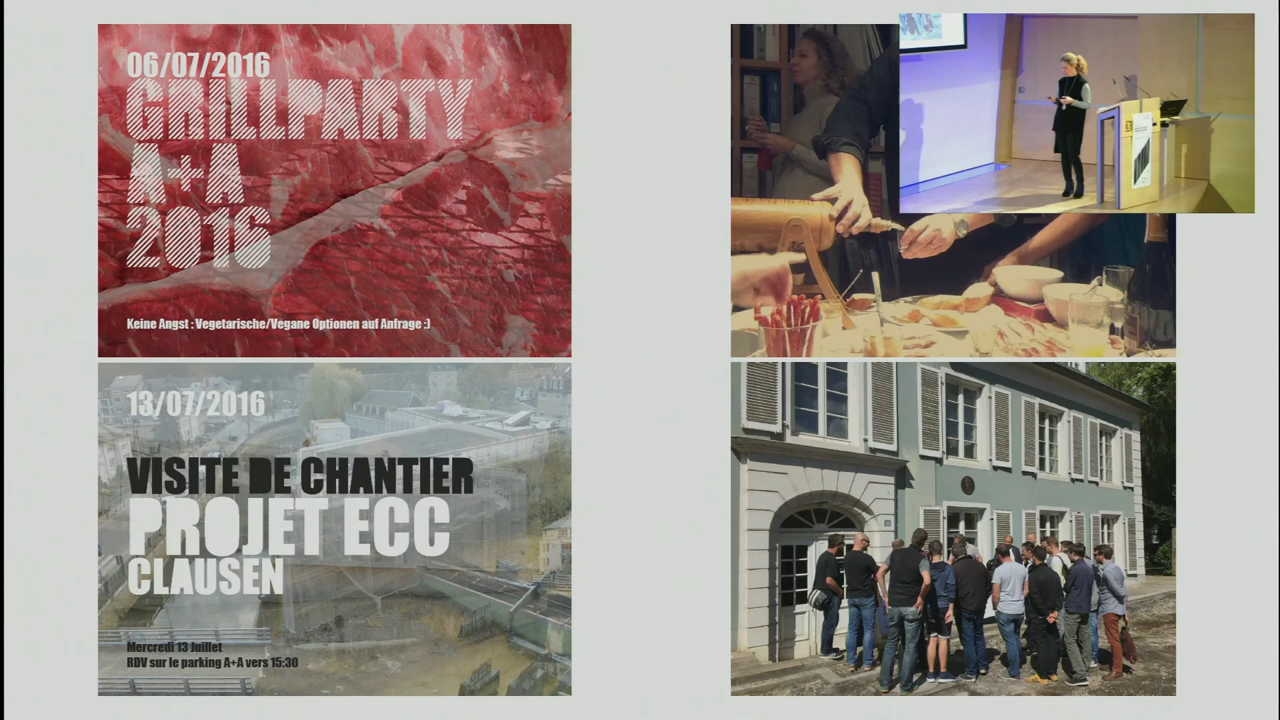 06/07/2016
GRILLPARTY
A+A
2016
Keine Angst : Vegetarische/Vegane Optionen auf Anfrage :)
13/07/2016
VISITE DE CHANTIER
PROJET ECC
CLAUSEN
Mercredi 13 Juillet
RDV sur le parking A+A vers 15:30